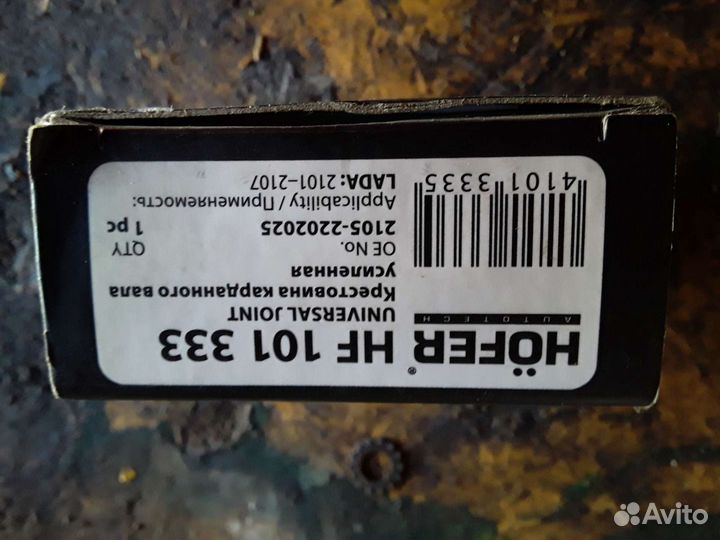 HÖFER® HF 101 333
AUTOTECH
UNIVERSAL JOINT
Крестовина карданного вала
усиленная
OE No. QTY
2105-2202025 1 pc
Applicability / Применяемость:
LADA: 2101–2107
4101 3335
Avito